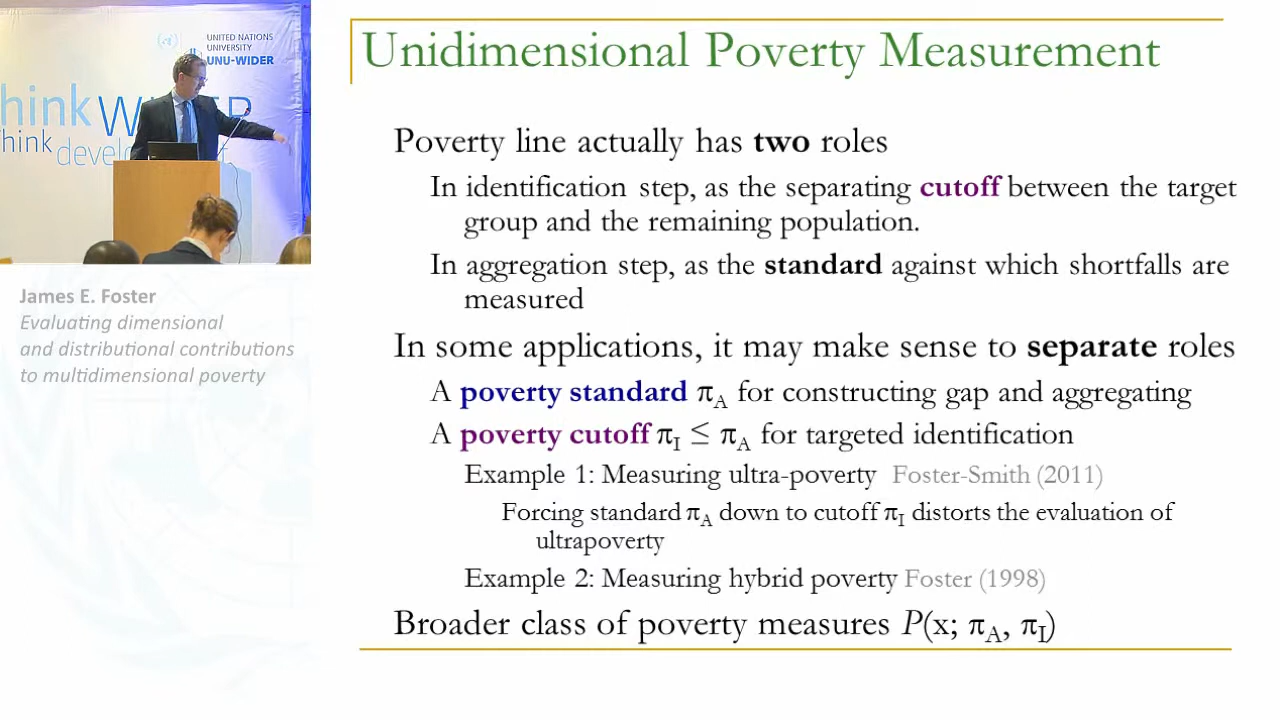 UNITED NATIONS
UNIVERSITY
UNU-WIDER
hink
hink
Unidimensional Poverty Measurement
Poverty line actually has two roles
In identification step, as the separating cutoff between the target
group and the remaining population.
In aggregation step, as the standard against which shortfalls are
measured
In some applications, it may make sense to separate roles
A poverty standard πA for constructing gap and aggregating
A poverty cutoff πI ≤ πA for targeted identification
Example 1: Measuring ultra-poverty Foster-Smith (2011)
Forcing standard πA down to cutoff πI distorts the evaluation of
ultrapoverty
Example 2: Measuring hybrid poverty Foster (1998)
Broader class of poverty measures P(x; πA, πI)
James E. Foster
Evaluating dimensional
and distributional contributions
to multidimensional poverty